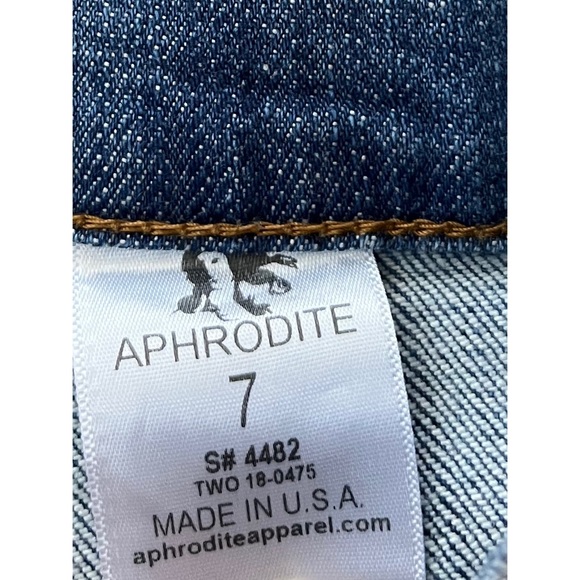 APHRODITE
7
S# 4482
TWO 18-0475
MADE IN U.S.A.
aphroditeapparel.com